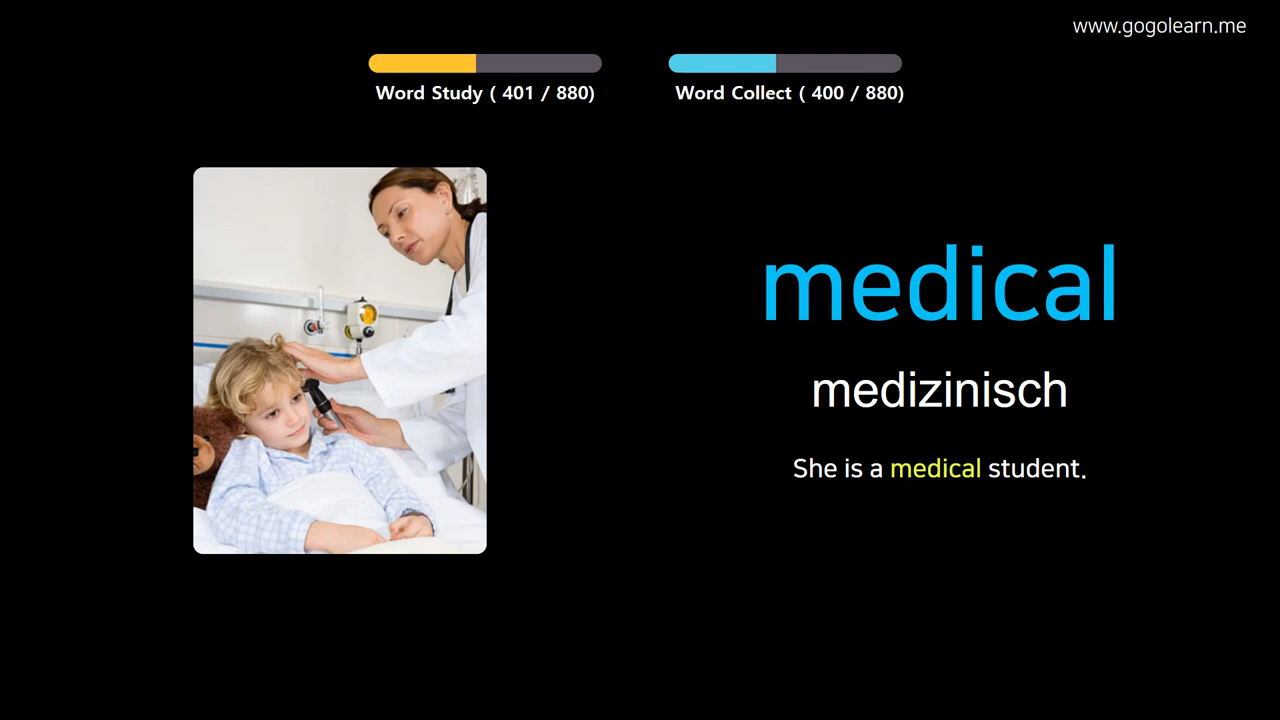 www.gogolearn.me
Word Study ( 401 / 880)
Word Collect ( 400 / 880)
medical
medizinisch
She is a medical student.